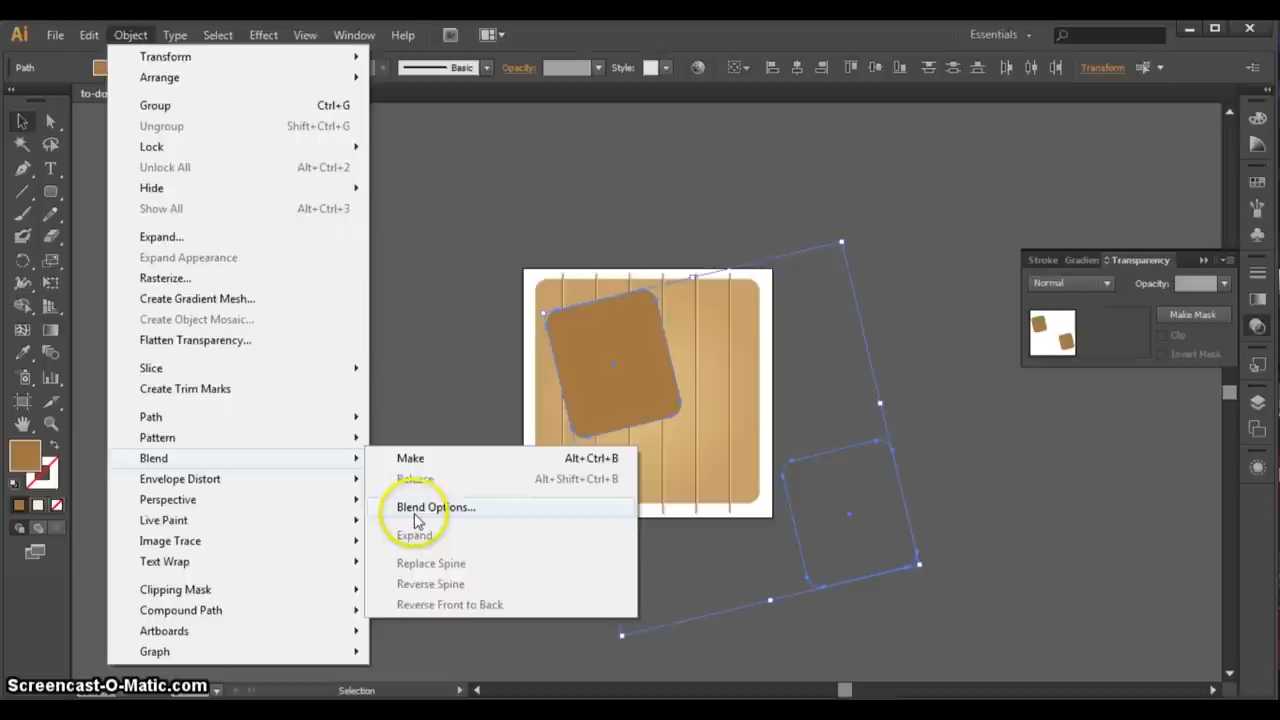 Ai File Edit Object Type Select Effect View Window Help Br Essentials
Path Basic Opacity: Style: Transform
to-do
Transform
Arrange
Group Ctrl+G
Ungroup Shift+Ctrl+G
Lock
Unlock All Alt+Ctrl+2
Hide
Show All Alt+Ctrl+3
Expand...
Expand Appearance
Rasterize...
Create Gradient Mesh...
Create Object Mosaic...
Flatten Transparency...
Slice
Create Trim Marks
Path
Pattern
Blend
Envelope Distort
Perspective
Live Paint
Image Trace
Text Wrap
Clipping Mask
Compound Path
Artboards
Graph
Make Alt+Ctrl+B
Release Alt+Shift+Ctrl+B
Blend Options...
Expand
Replace Spine
Reverse Spine
Reverse Front to Back
Stroke Gradien Transparency
Normal Opacity:
Make Mask
Clip
Invert Mask
Screencast-O-Matic.com Selection